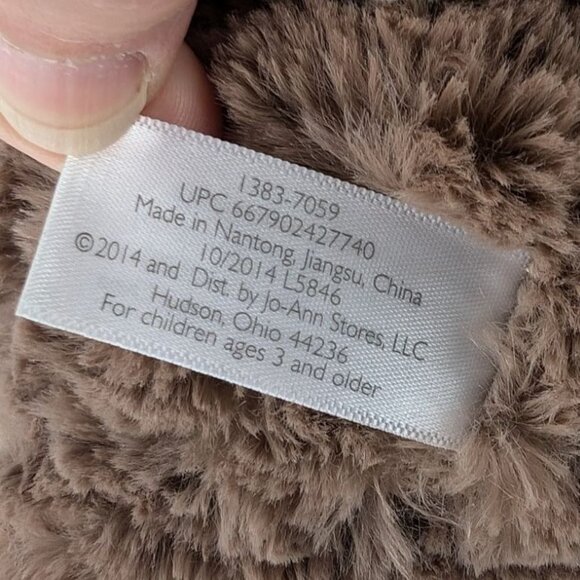 1383-7059
UPC 667902427740
Made in Nantong, Jiangsu, China
10/2014 L5846
©2014 and Dist. by Jo-Ann Stores, LLC
Hudson, Ohio 44236
For children ages 3 and older